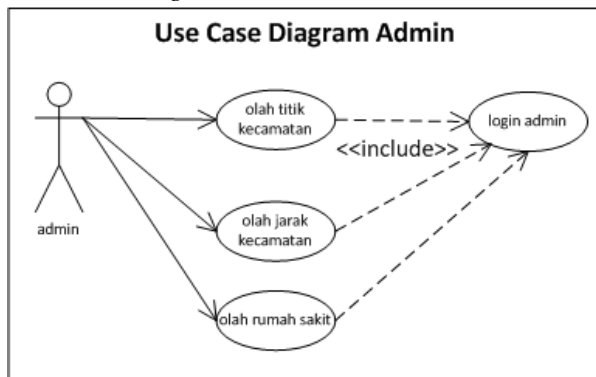 Use Case Diagram Admin
olah titik
kecamatan
login admin
<<include>>
olah jarak
kecamatan
admin
olah rumah sakit